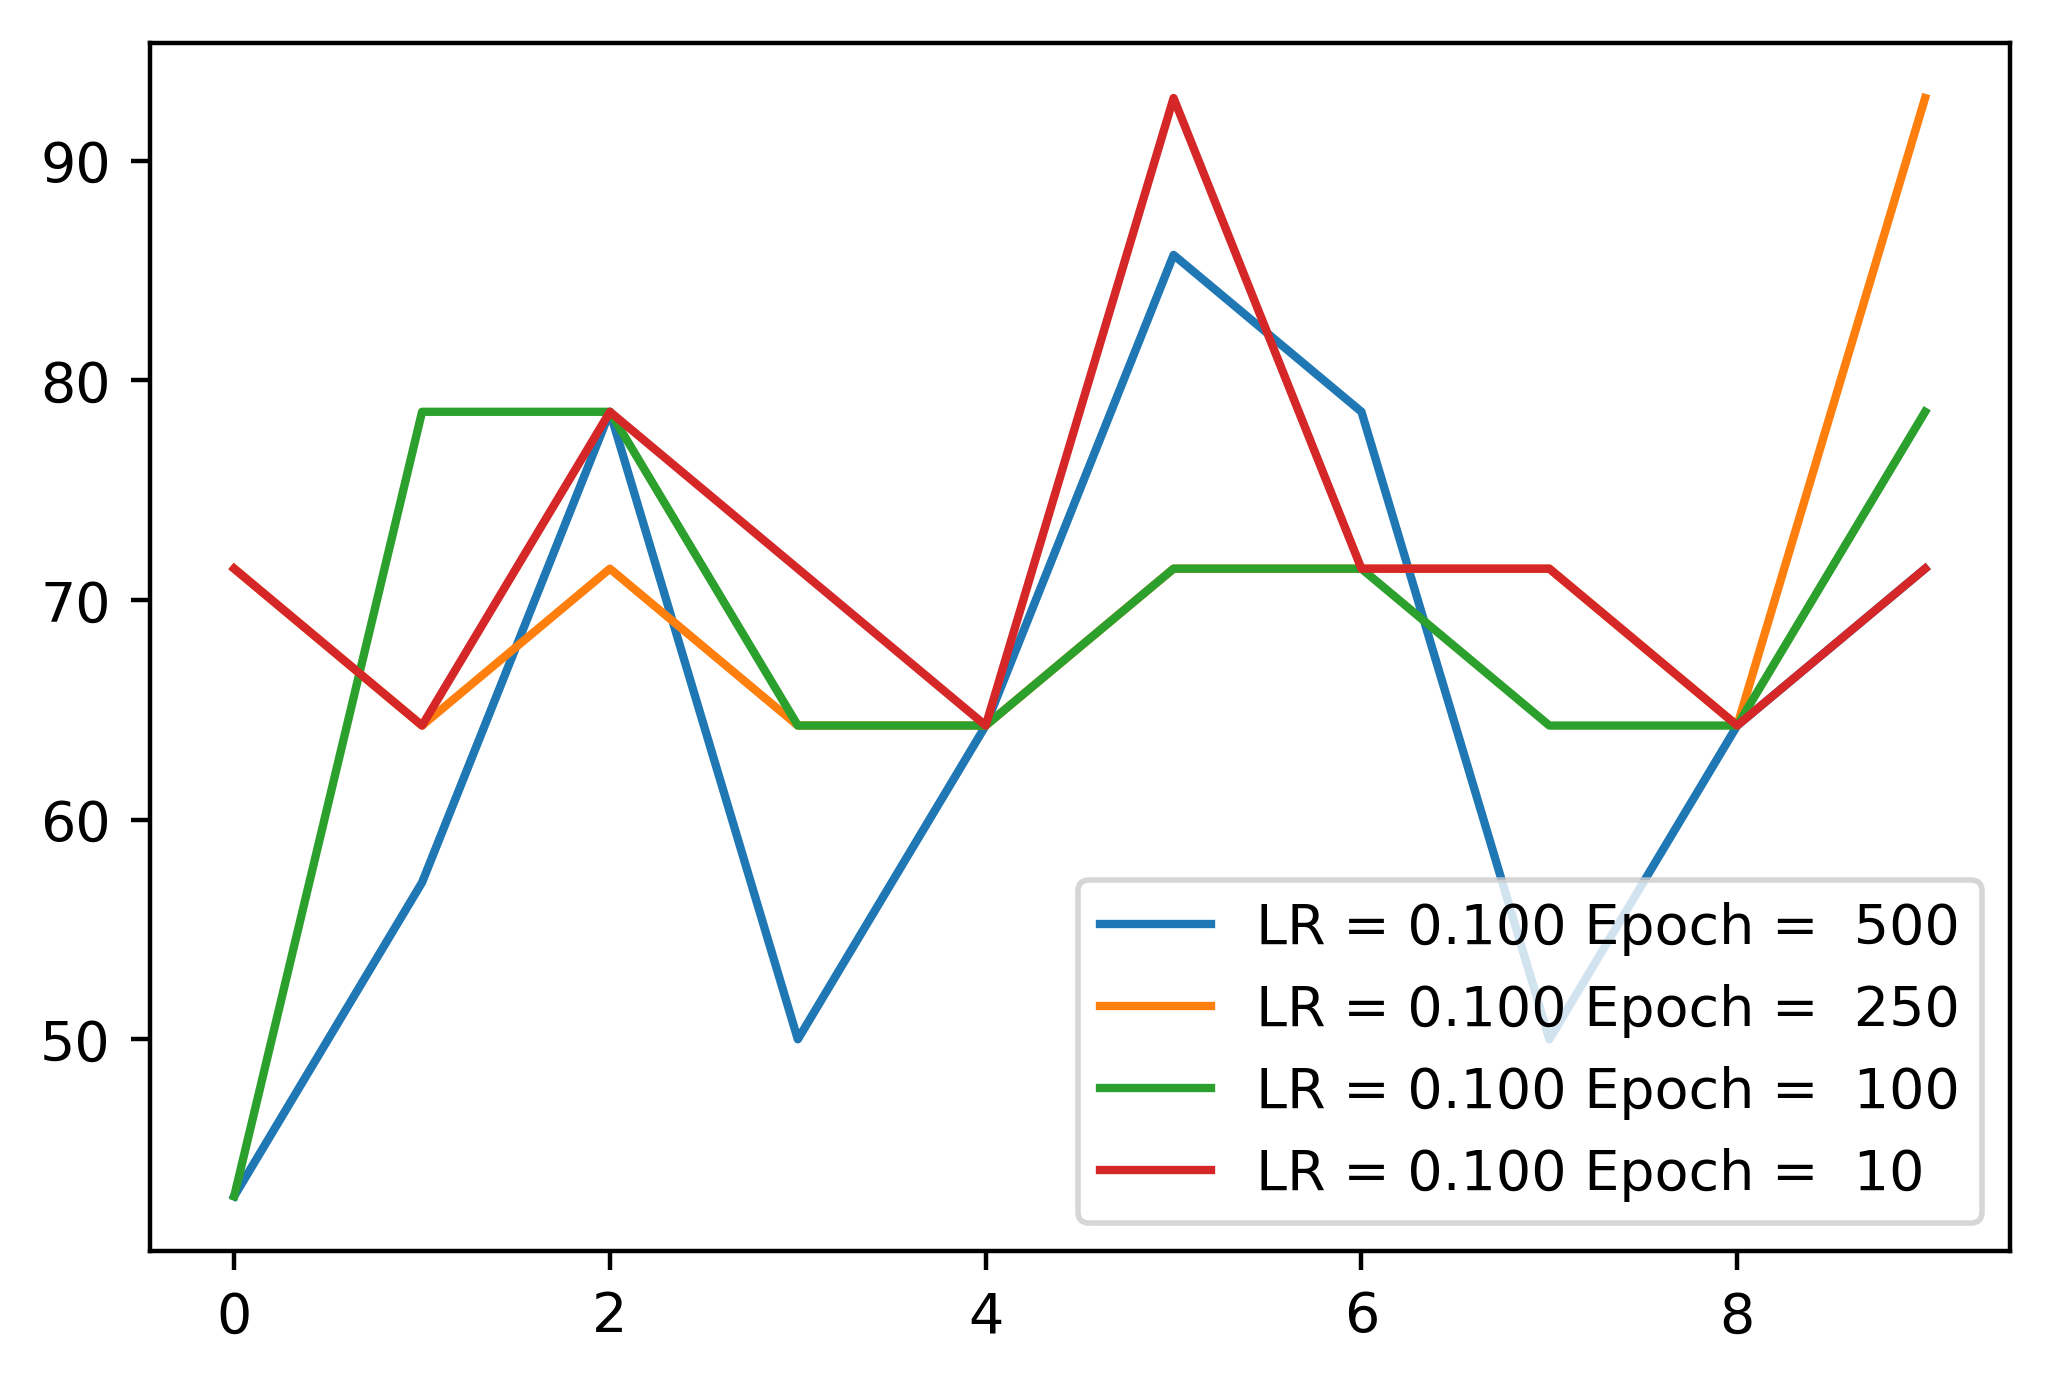 90
80
70
60
50
LR = 0.100 Epoch =  500
LR = 0.100 Epoch =  250
LR = 0.100 Epoch =  100
LR = 0.100 Epoch =  10
0 2 4 6 8